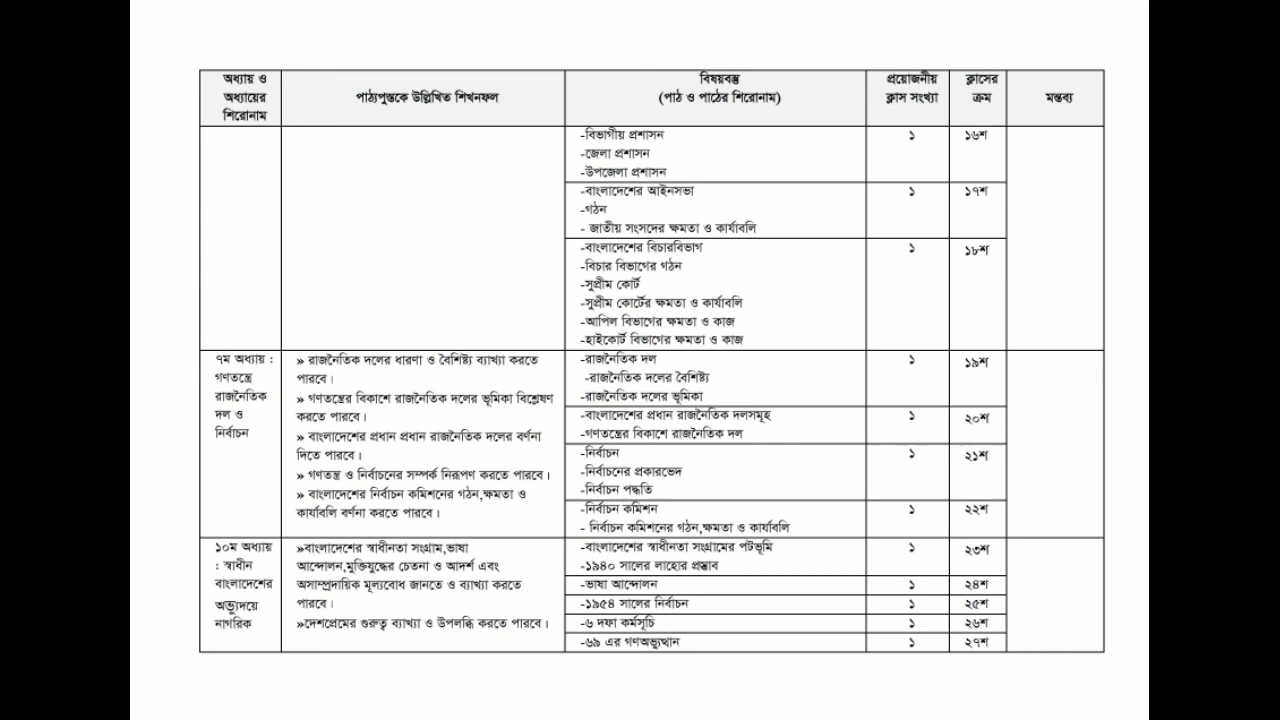 অধ্যায় ও অধ্যায়ের শিরোনাম
পাঠ্যপুস্তকে উল্লিখিত শিখনফল
বিষয়বস্তু
(পাঠ ও পাঠের শিরোনাম)
প্রয়োজনীয় ক্লাস সংখ্যা
ক্লাসের ক্রম
মন্তব্য
-বিভাগীয় প্রশাসন
-জেলা প্রশাসন
-উপজেলা প্রশাসন
১
১৬শ
-বাংলাদেশের আইনসভা
-গঠন
- জাতীয় সংসদের ক্ষমতা ও কার্যাবলি
১
১৭শ
-বাংলাদেশের বিচারবিভাগ
-বিচার বিভাগের গঠন
-সুপ্রীম কোর্ট
-সুপ্রীম কোর্টের ক্ষমতা ও কার্যাবলি
-আপিল বিভাগের ক্ষমতা ও কাজ
-হাইকোর্ট বিভাগের ক্ষমতা ও কাজ
১
১৮শ
৭ম অধ্যায় :
গণতন্ত্রে
রাজনৈতিক
দল ও
নির্বাচন
» রাজনৈতিক দলের ধারণা ও বৈশিষ্ট্য ব্যাখ্যা করতে
পারবে।
» গণতন্ত্রের বিকাশে রাজনৈতিক দলের ভূমিকা বিশ্লেষণ
করতে পারবে।
» বাংলাদেশের প্রধান প্রধান রাজনৈতিক দলের বর্ণনা
দিতে পারবে।
» গণতন্ত্র ও নির্বাচনের সম্পর্ক নিরূপণ করতে পারবে।
» বাংলাদেশের নির্বাচন কমিশনের গঠন,ক্ষমতা ও
কার্যাবলি বর্ণনা করতে পারবে।
-রাজনৈতিক দল
-রাজনৈতিক দলের বৈশিষ্ট্য
-রাজনৈতিক দলের ভূমিকা
১
১৯শ
-বাংলাদেশের প্রধান রাজনৈতিক দলসমূহ
-গণতন্ত্রের বিকাশে রাজনৈতিক দল
১
২০শ
-নির্বাচন
-নির্বাচনের প্রকারভেদ
-নির্বাচন পদ্ধতি
১
২১শ
-নির্বাচন কমিশন
- নির্বাচন কমিশনের গঠন,ক্ষমতা ও কার্যাবলি
১
২২শ
১০ম অধ্যায়
: স্বাধীন
বাংলাদেশের
অভ্যুদয়ে
নাগরিক
»বাংলাদেশের স্বাধীনতা সংগ্রাম,ভাষা
আন্দোলন,মুক্তিযুদ্ধের চেতনা ও আদর্শ এবং
অসাম্প্রদায়িক মূল্যবোধ জানতে ও ব্যাখ্যা করতে
পারবে।
»দেশপ্রেমের গুরুত্ব ব্যাখ্যা ও উপলব্ধি করতে পারবে।
-বাংলাদেশের স্বাধীনতা সংগ্রামের পটভূমি
-১৯৪০ সালের লাহোর প্রস্তাব
১
২৩শ
-ভাষা আন্দোলন
১
২৪শ
-১৯৫৪ সালের নির্বাচন
১
২৫শ
-৬ দফা কর্মসূচি
১
২৬শ
-৬৯ এর গণঅভ্যুত্থান
১
২৭শ